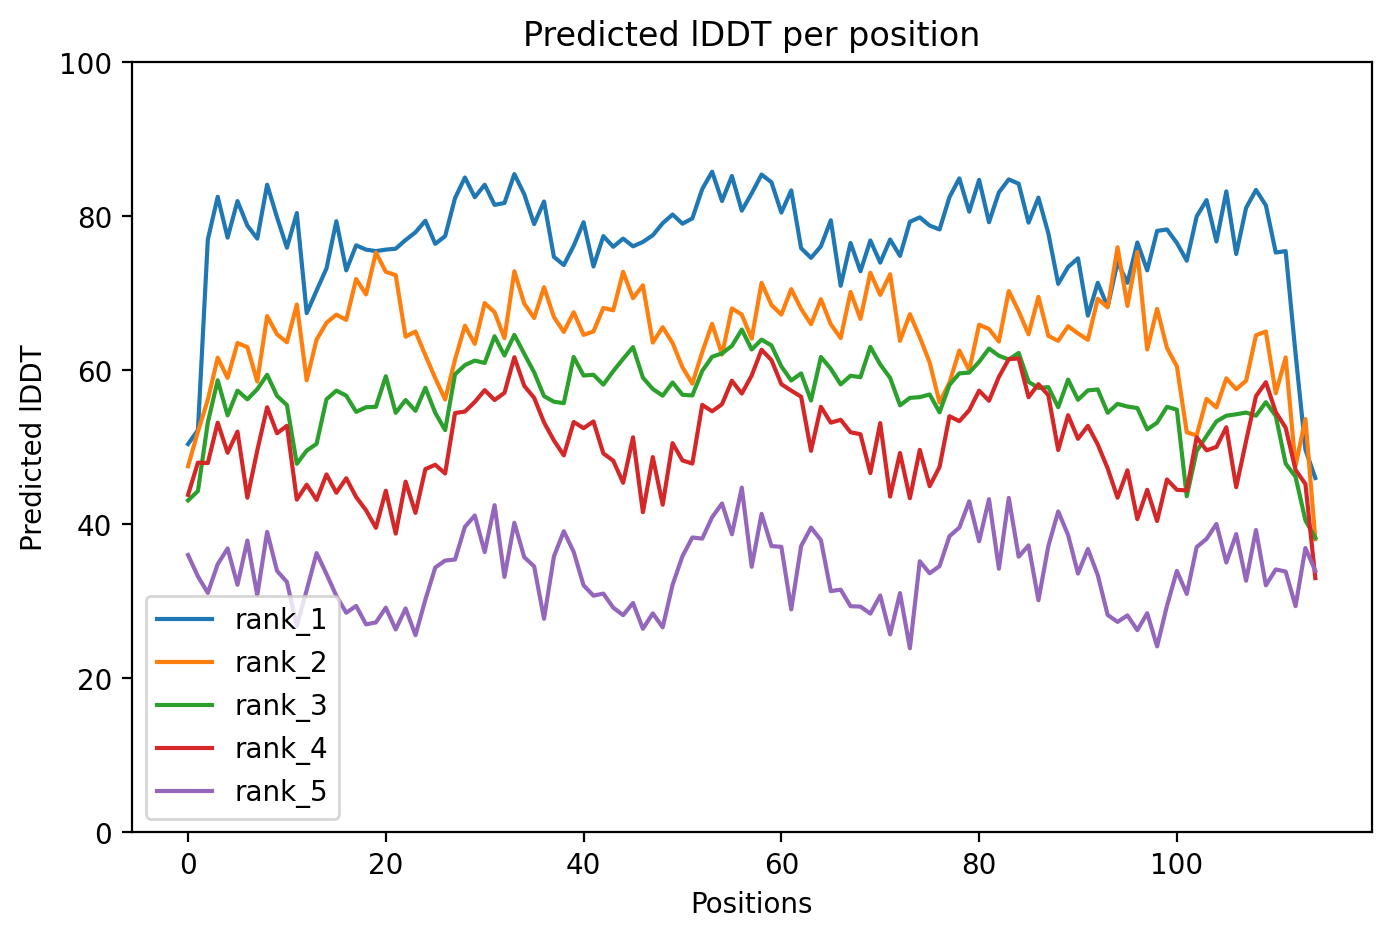 Predicted lDDT per position
100
80
60
40
20
0
Predicted lDDT
rank_1
rank_2
rank_3
rank_4
rank_5
0 20 40 60 80 100
Positions